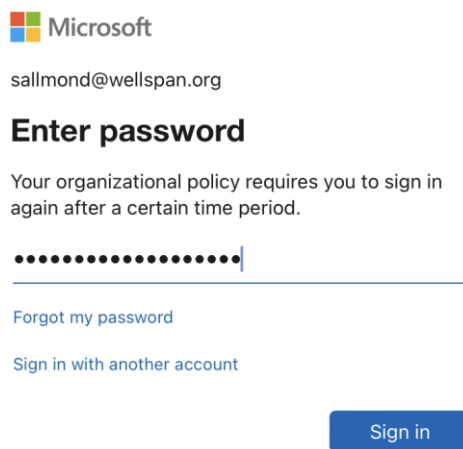 Microsoft
sallmond@wellspan.org
Enter password
Your organizational policy requires you to sign in
again after a certain time period.
•••••••••••••••••••
Forgot my password
Sign in with another account
Sign in